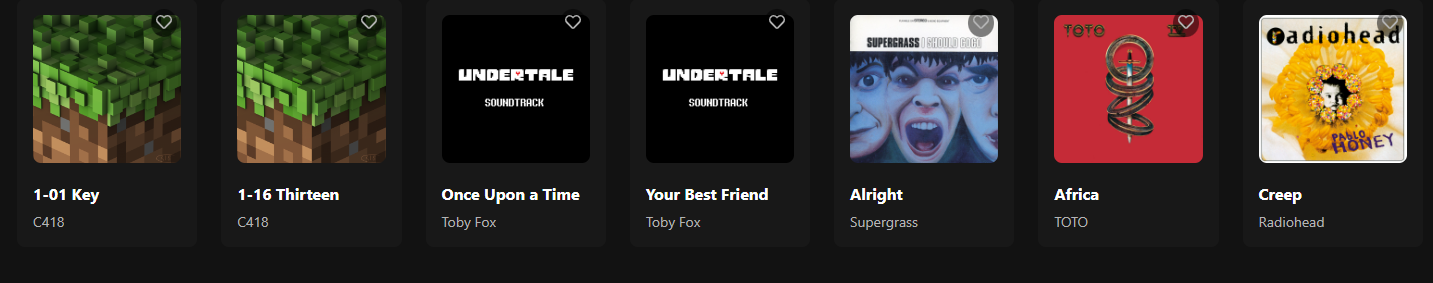 UNDERTALE
SOUNDTRACK
UNDERTALE
SOUNDTRACK
SUPERGRASS I SHOULD COCO
TOTO IV
radiohead
PABLO
HONEY
1-01 Key
1-16 Thirteen
Once Upon a Time
Your Best Friend
Alright
Africa
Creep
C418
C418
Toby Fox
Toby Fox
Supergrass
TOTO
Radiohead